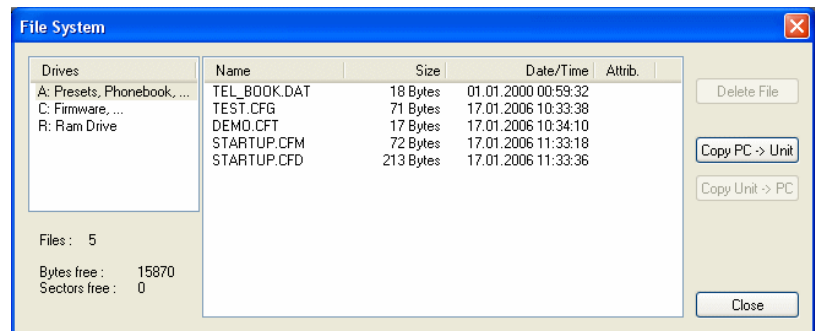 File System
Drives
A: Presets, Phonebook, ...
C: Firmware, ...
R: Ram Drive
Files : 5
Bytes free : 15870
Sectors free : 0
Name Size Date/Time Attrib.
TEL_BOOK.DAT 18 Bytes 01.01.2000 00:59:32
TEST.CFG 71 Bytes 17.01.2006 10:33:38
DEMO.CFT 17 Bytes 17.01.2006 10:34:10
STARTUP.CFM 72 Bytes 17.01.2006 11:33:18
STARTUP.CFD 213 Bytes 17.01.2006 11:33:36
Delete File
Copy PC -> Unit
Copy Unit -> PC
Close